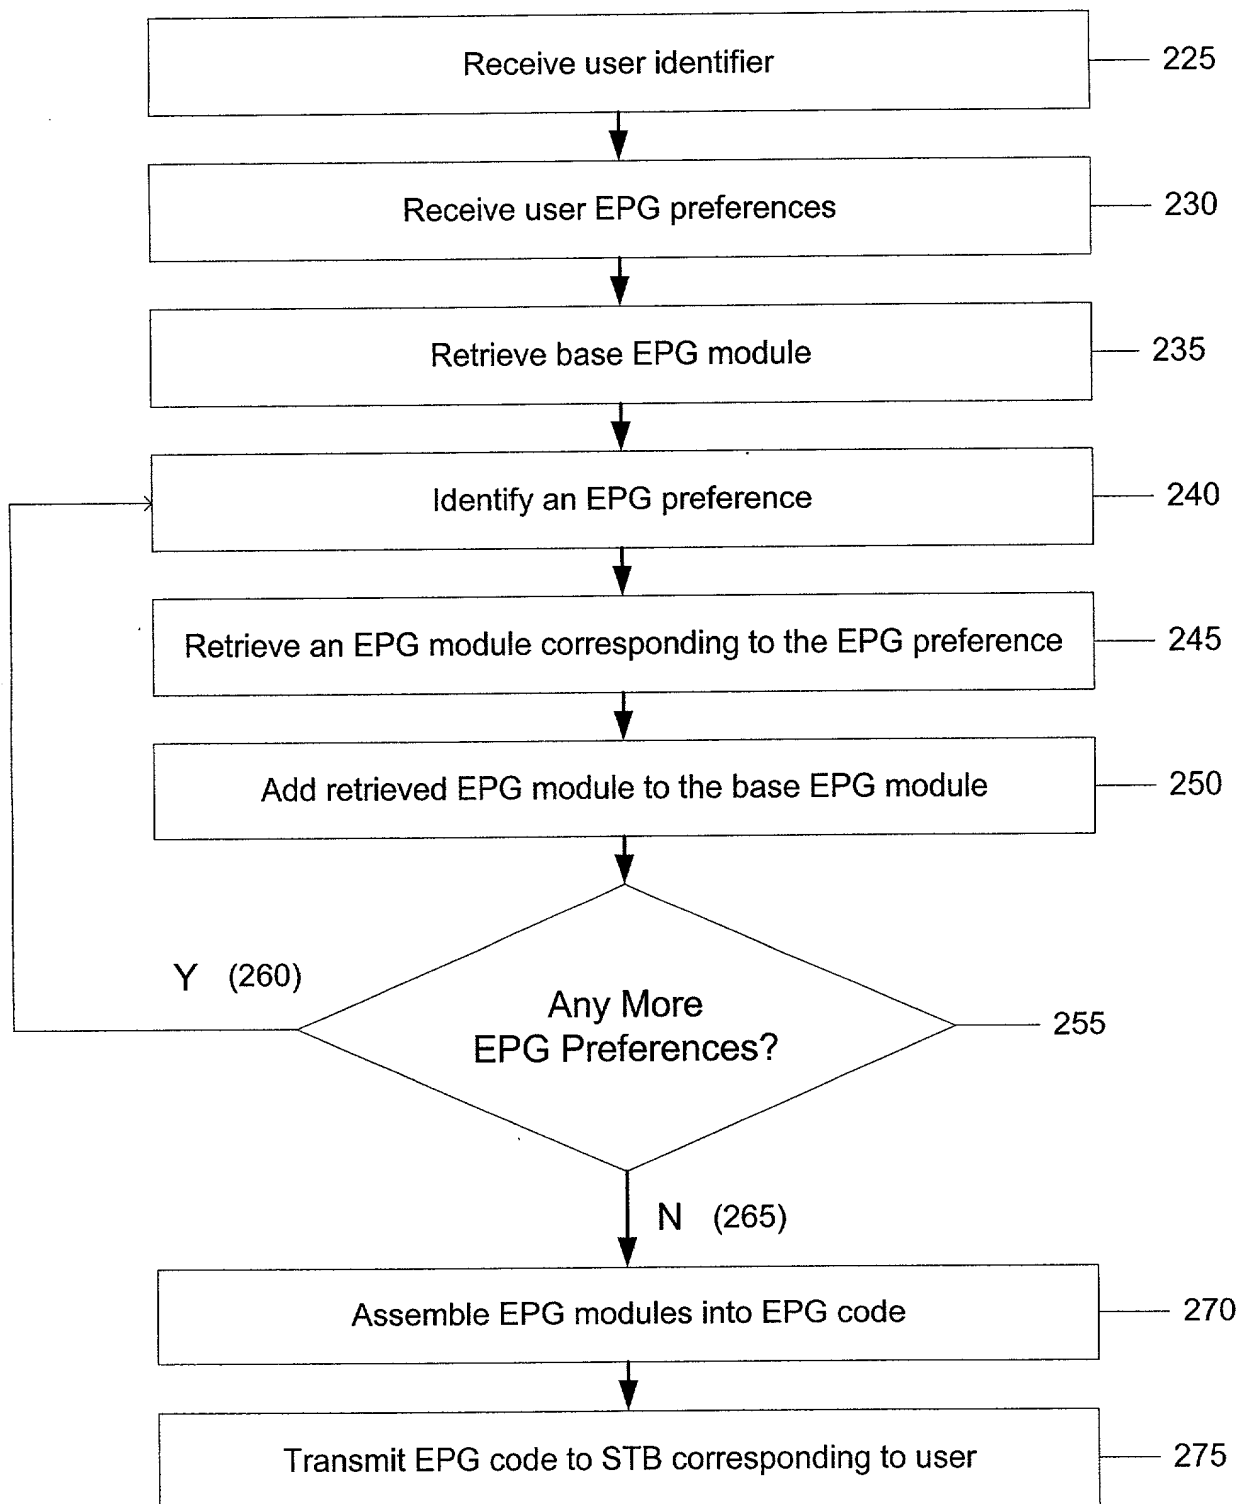 Receive user identifier
225
Receive user EPG preferences
230
Retrieve base EPG module
235
Identify an EPG preference
240
Retrieve an EPG module corresponding to the EPG preference
245
Add retrieved EPG module to the base EPG module
250
Y (260)
Any More
EPG Preferences?
255
N (265)
Assemble EPG modules into EPG code
270
Transmit EPG code to STB corresponding to user
275